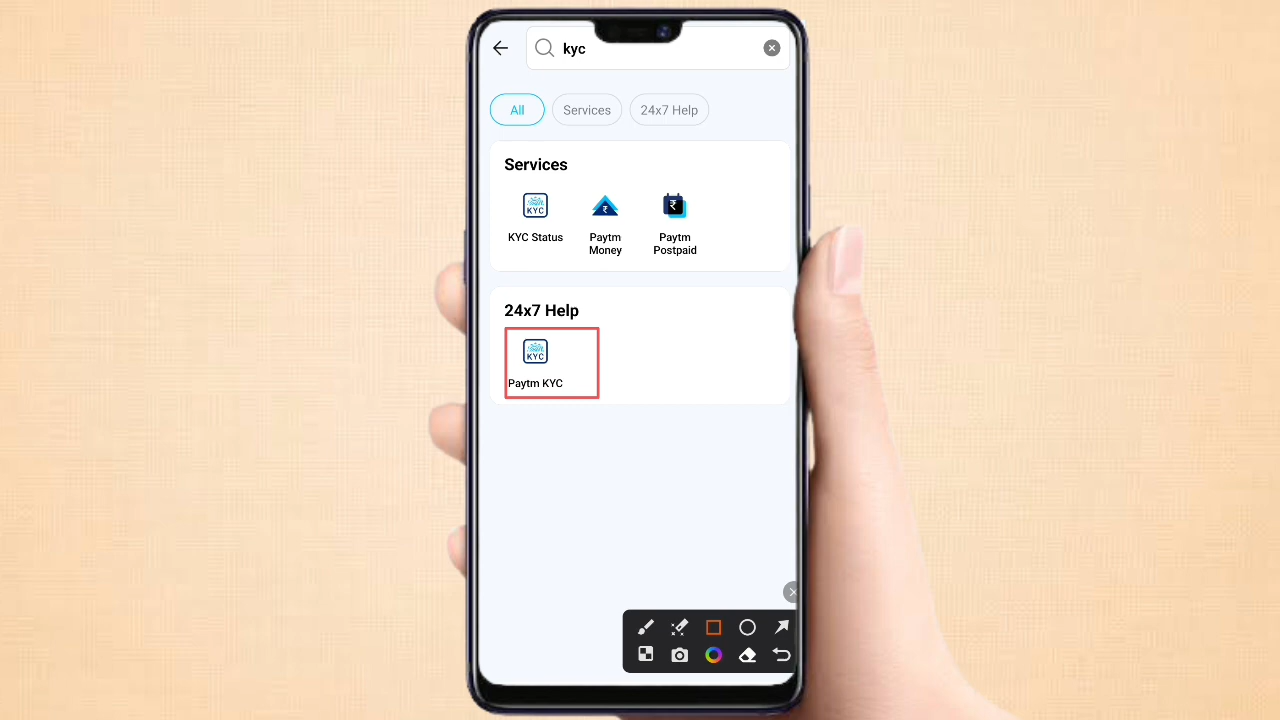 kyc
All
Services
24x7 Help
Services
KYC
₹
₹
KYC Status
Paytm
Money
Paytm
Postpaid
24x7 Help
KYC
Paytm KYC